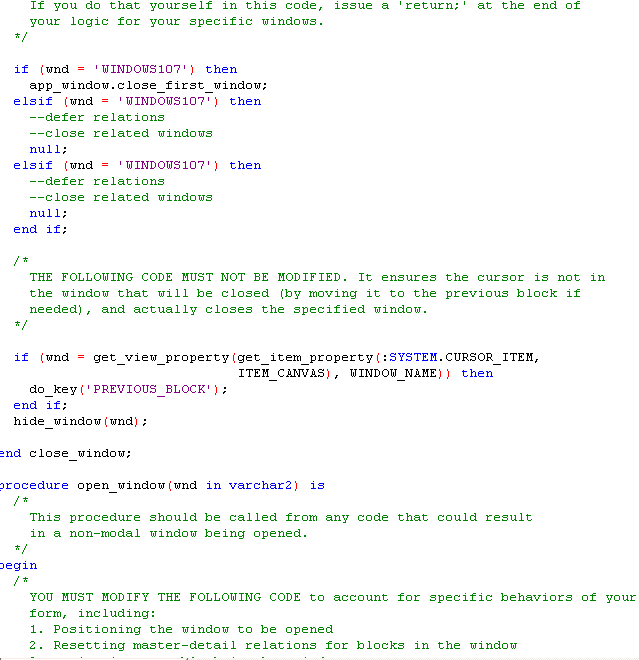 If you do that yourself in this code, issue a 'return;' at the end of
your logic for your specific windows.
*/
if (wnd = 'WINDOWS107') then
app_window.close_first_window;
elsif (wnd = 'WINDOWS107') then
--defer relations
--close related windows
null;
elsif (wnd = 'WINDOWS107') then
--defer relations
--close related windows
null;
end if;
/*
THE FOLLOWING CODE MUST NOT BE MODIFIED. It ensures the cursor is not in
the window that will be closed (by moving it to the previous block if
needed), and actually closes the specified window.
*/
if (wnd = get_view_property(get_item_property(:SYSTEM.CURSOR_ITEM,
ITEM_CANVAS), WINDOW_NAME)) then
do_key('PREVIOUS_BLOCK');
end if;
hide_window(wnd);
end close_window;
procedure open_window(wnd in varchar2) is
/*
This procedure should be called from any code that could result
in a non-modal window being opened.
*/
begin
/*
YOU MUST MODIFY THE FOLLOWING CODE to account for specific behaviors of your
form, including:
1. Positioning the window to be opened
2. Resetting master-detail relations for blocks in the window